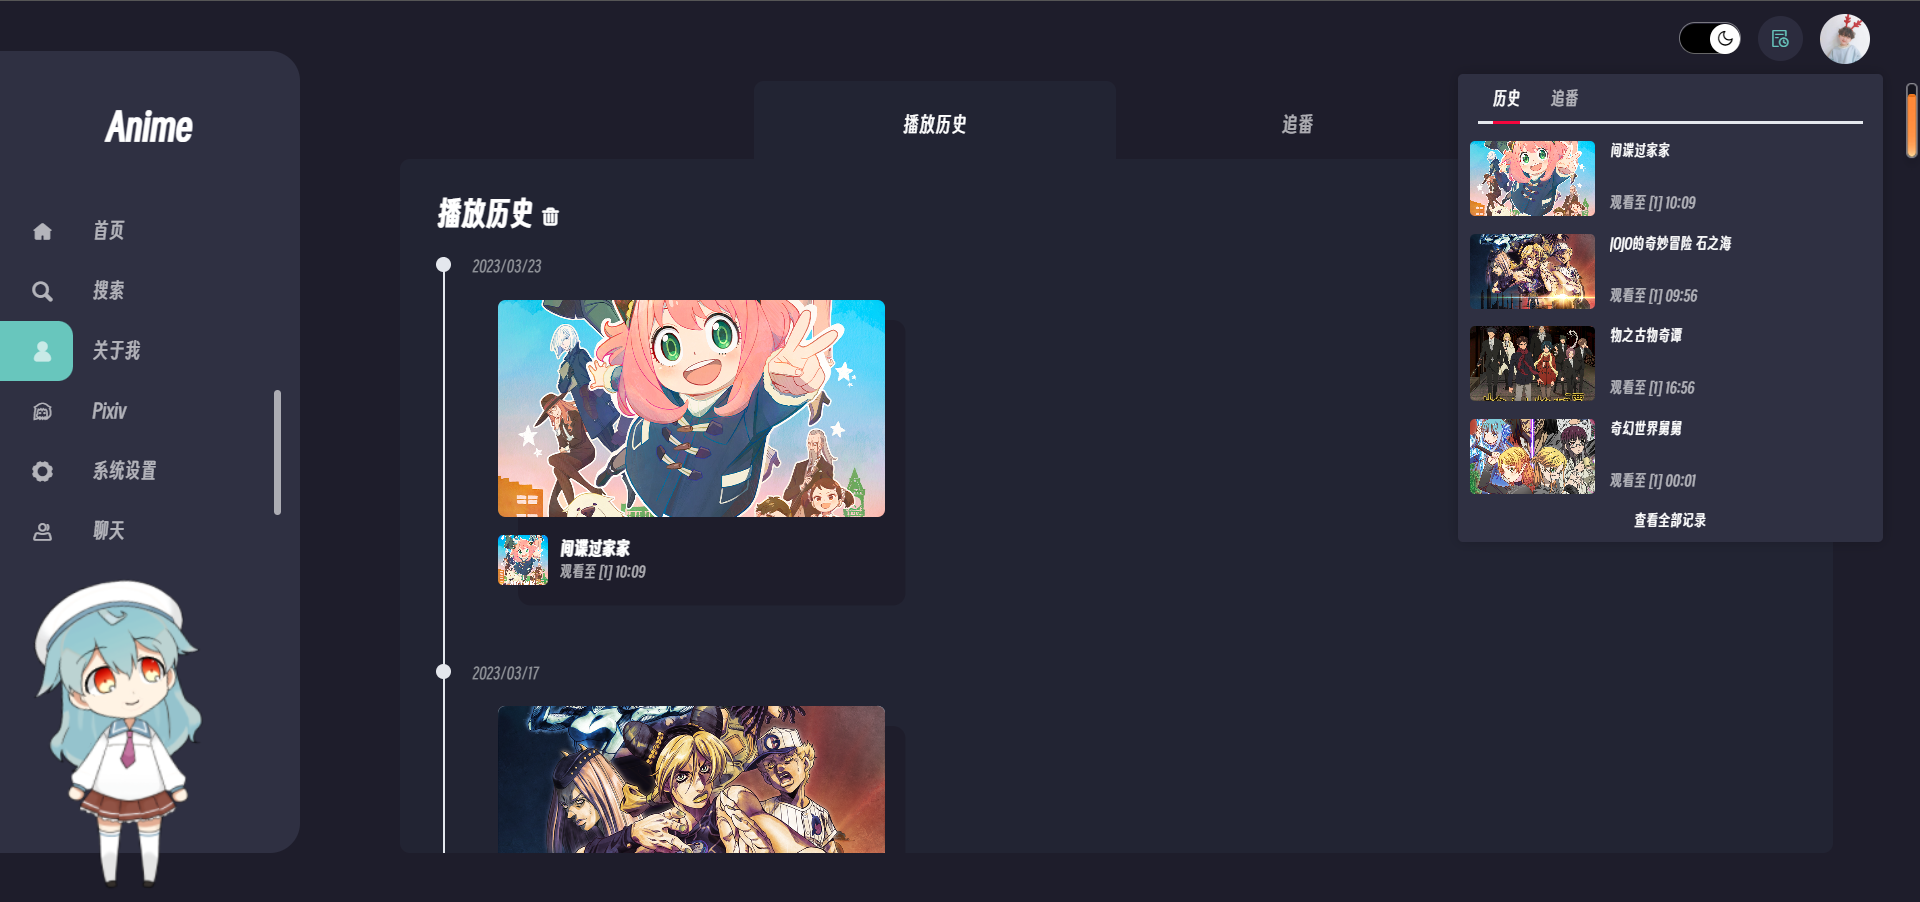 Anime
首页
搜索
关于我
Pixiv
系统设置
聊天
播放历史
追番
播放历史
2023/03/23
间谍过家家
观看至 [1] 10:09
2023/03/17
历史
追番
间谍过家家
观看至 [1] 10:09
JOJO的奇妙冒险 石之海
观看至 [1] 09:56
物之古物奇谭
观看至 [1] 16:56
奇幻世界舅舅
观看至 [1] 00:01
查看全部记录